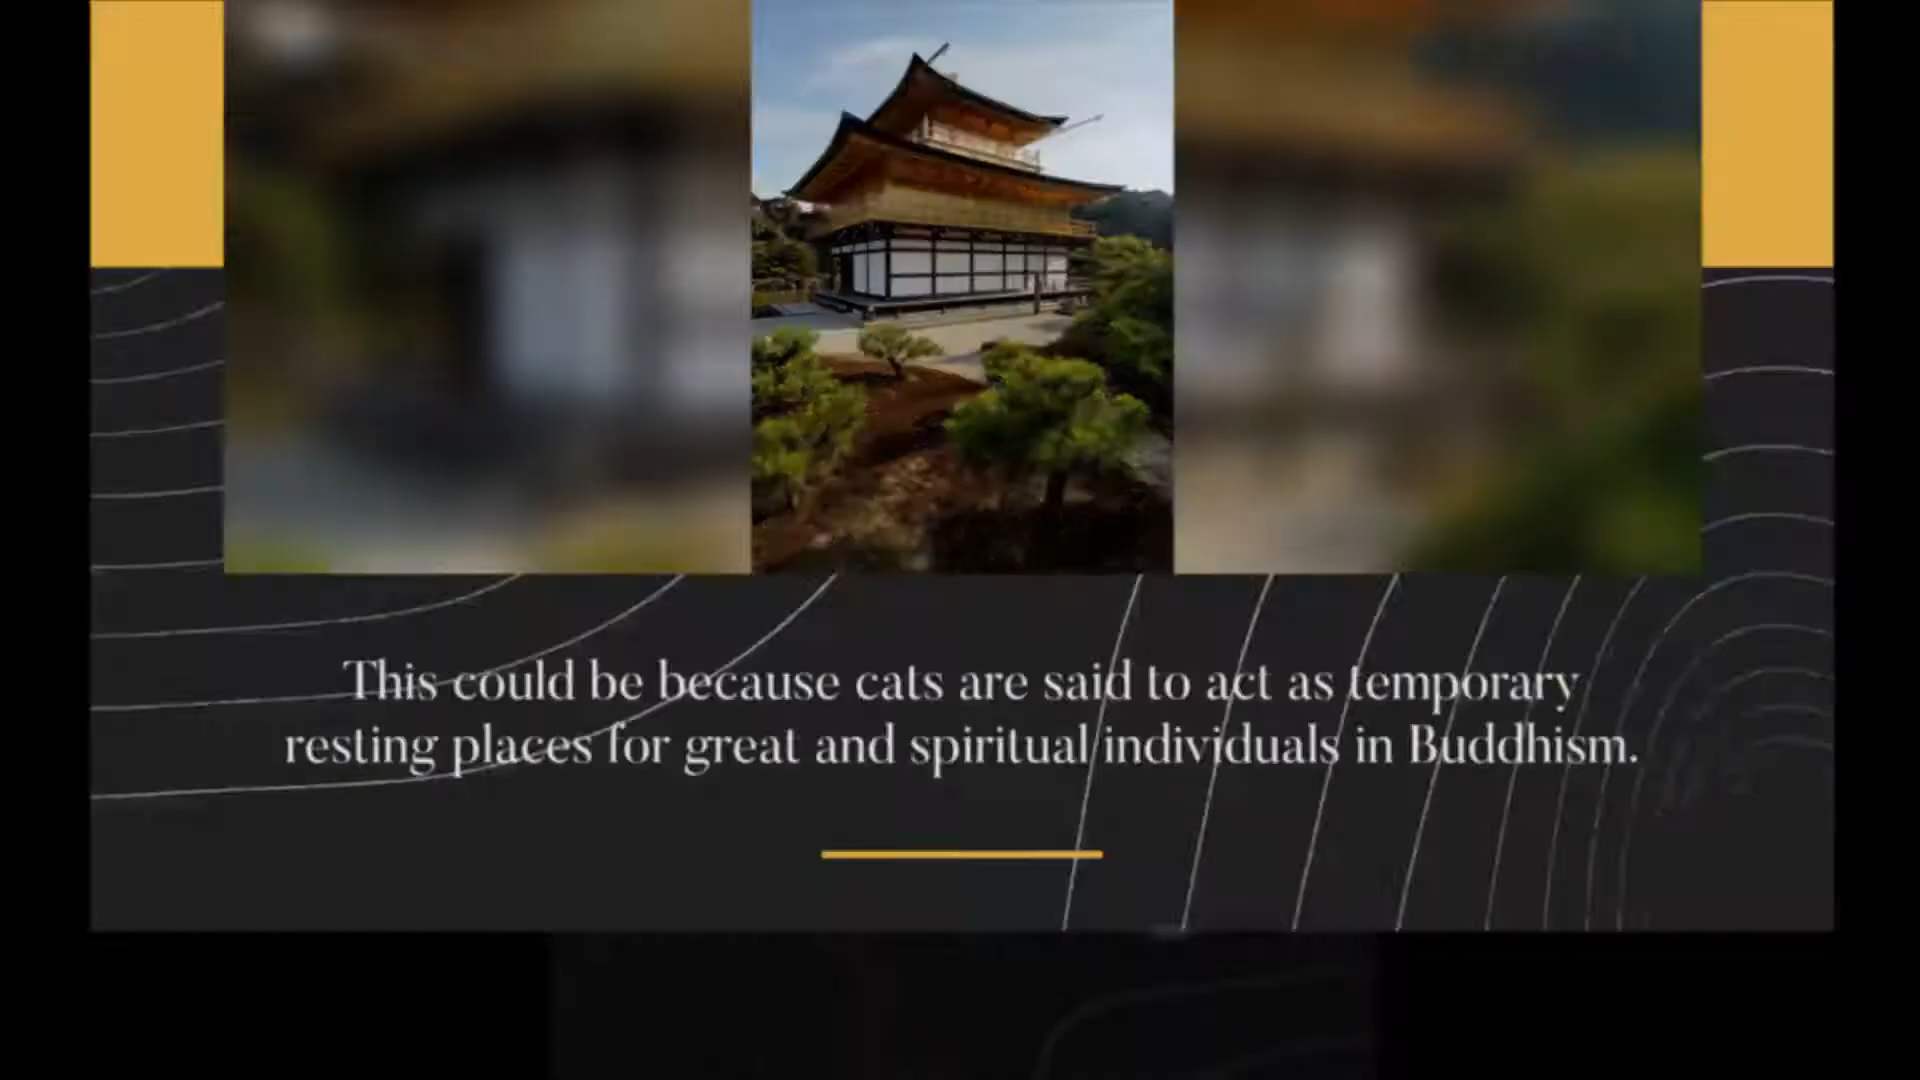 This could be because cats are said to act as temporary
resting places for great and spiritual individuals in Buddhism.